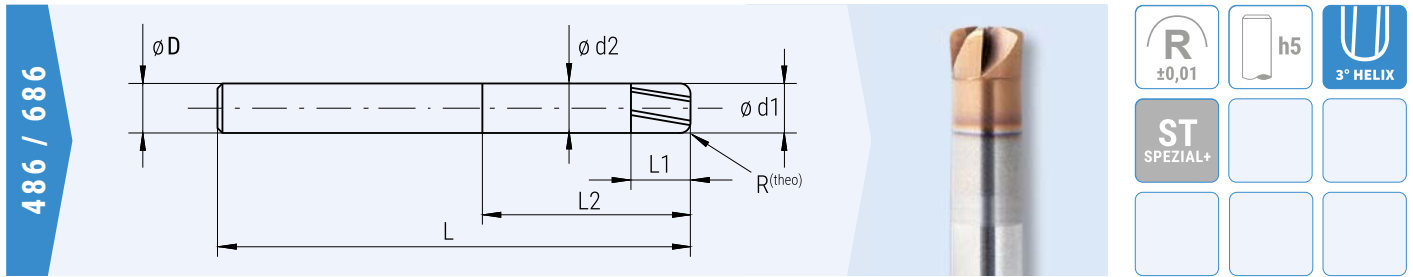 486 / 686
øD
ø d2
ø d1
L1
R(theo)
L2
L
R
±0,01
h5
3° HELIX
ST
SPEZIAL+